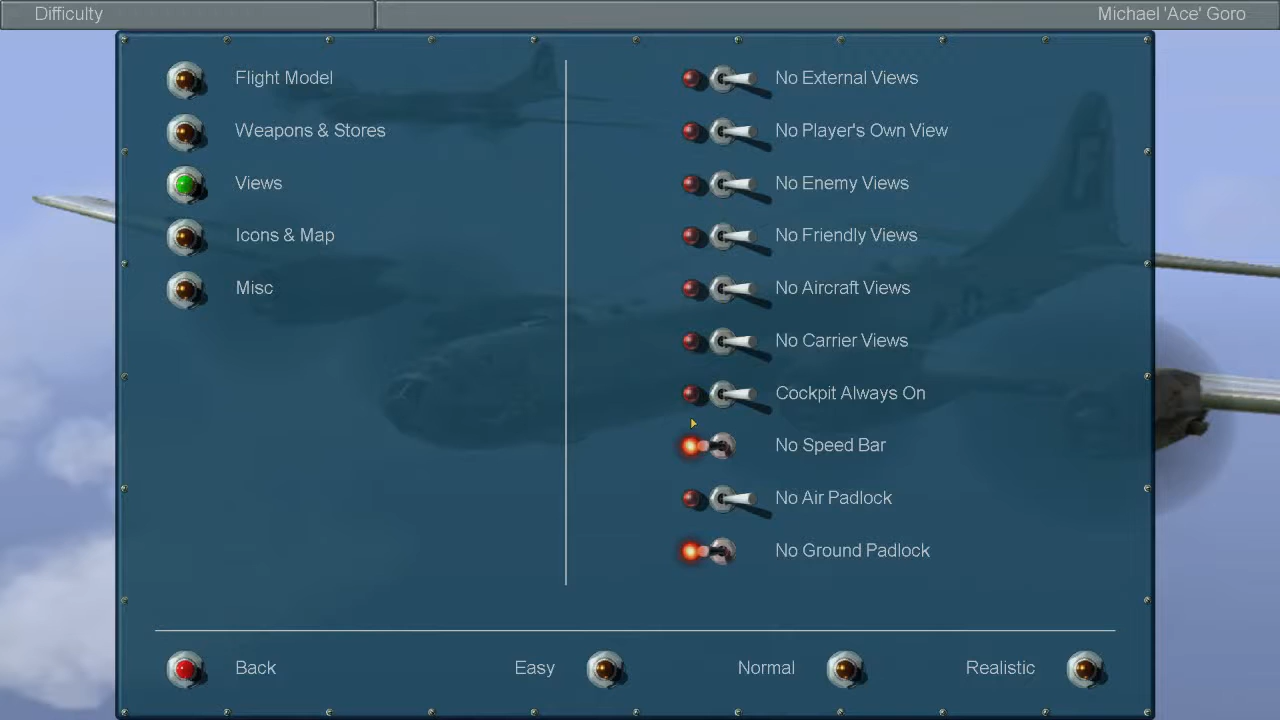 Difficulty
Michael 'Ace' Goro
Flight Model
Weapons & Stores
Views
Icons & Map
Misc
No External Views
No Player's Own View
No Enemy Views
No Friendly Views
No Aircraft Views
No Carrier Views
Cockpit Always On
No Speed Bar
No Air Padlock
No Ground Padlock
Back
Easy
Normal
Realistic